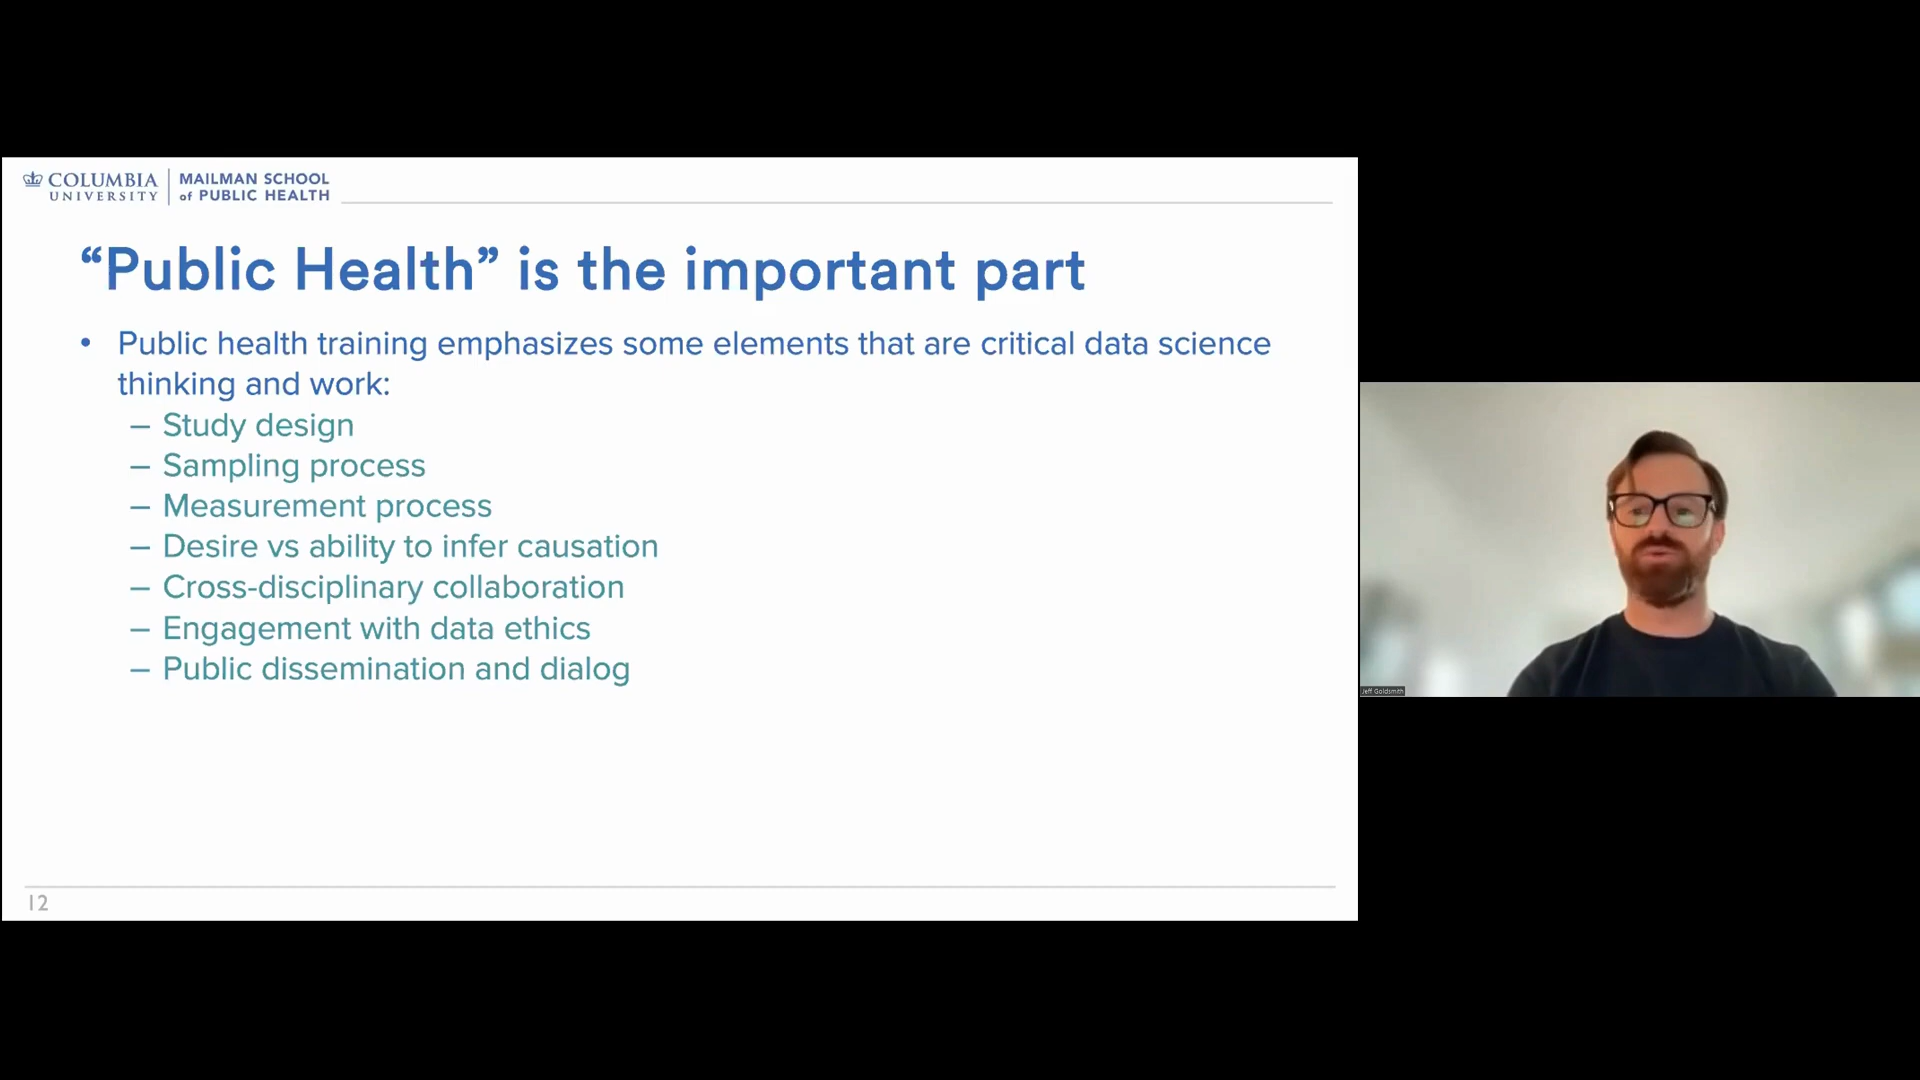 COLUMBIA UNIVERSITY
MAILMAN SCHOOL of PUBLIC HEALTH
“Public Health” is the important part
• Public health training emphasizes some elements that are critical data science
thinking and work:
– Study design
– Sampling process
– Measurement process
– Desire vs ability to infer causation
– Cross-disciplinary collaboration
– Engagement with data ethics
– Public dissemination and dialog
12
Jeff Goldsmith